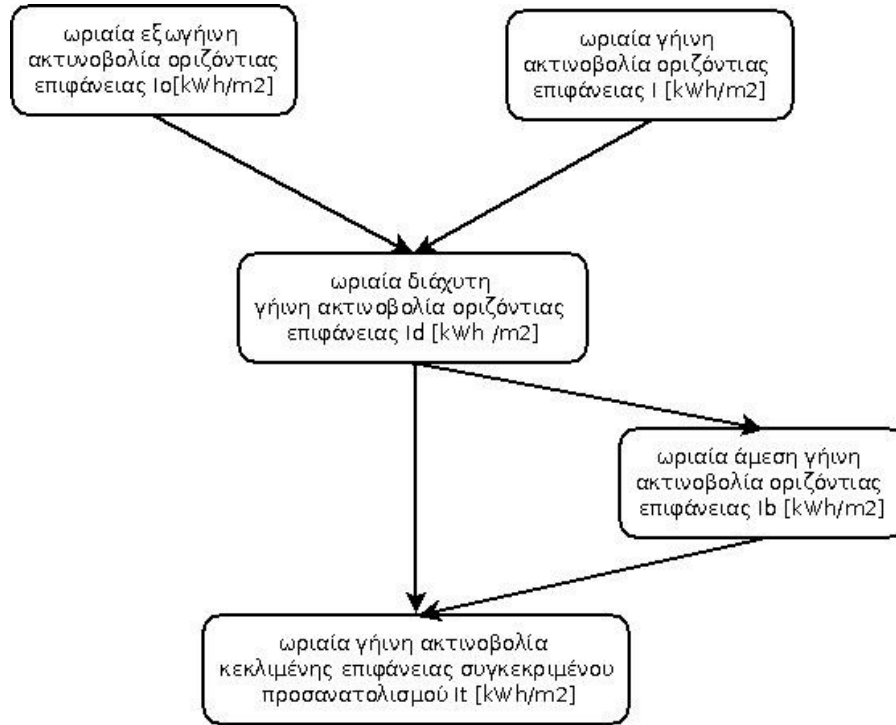 ωριαία εξωγήινη
ακτυνοβολία οριζόντιας
επιφάνειας Io[kWh/m2]
ωριαία γήινη
ακτινοβολία οριζόντιας
επιφάνειας I [kWh/m2]
ωριαία διάχυτη
γήινη ακτινοβολία οριζόντιας
επιφάνειας Id [kWh /m2]
ωριαία άμεση γήινη
ακτινοβολία οριζόντιας
επιφάνειας Ib [kWh/m2]
ωριαία γήινη ακτινοβολία
κεκλιμένης επιφάνειας συγκεκριμένου
προσανατολισμού It [kWh/m2]